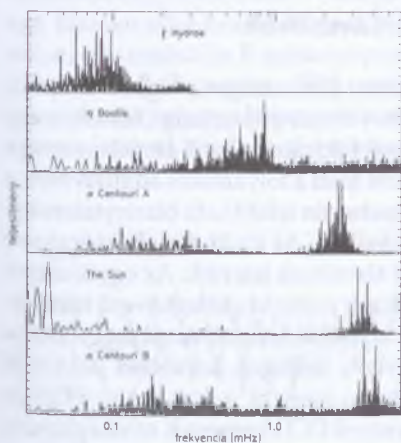 ξ Hydrae
η Bootis
α Centauri A
The Sun
α Centauri B
0.1
1.0
frekvencia (mHz)